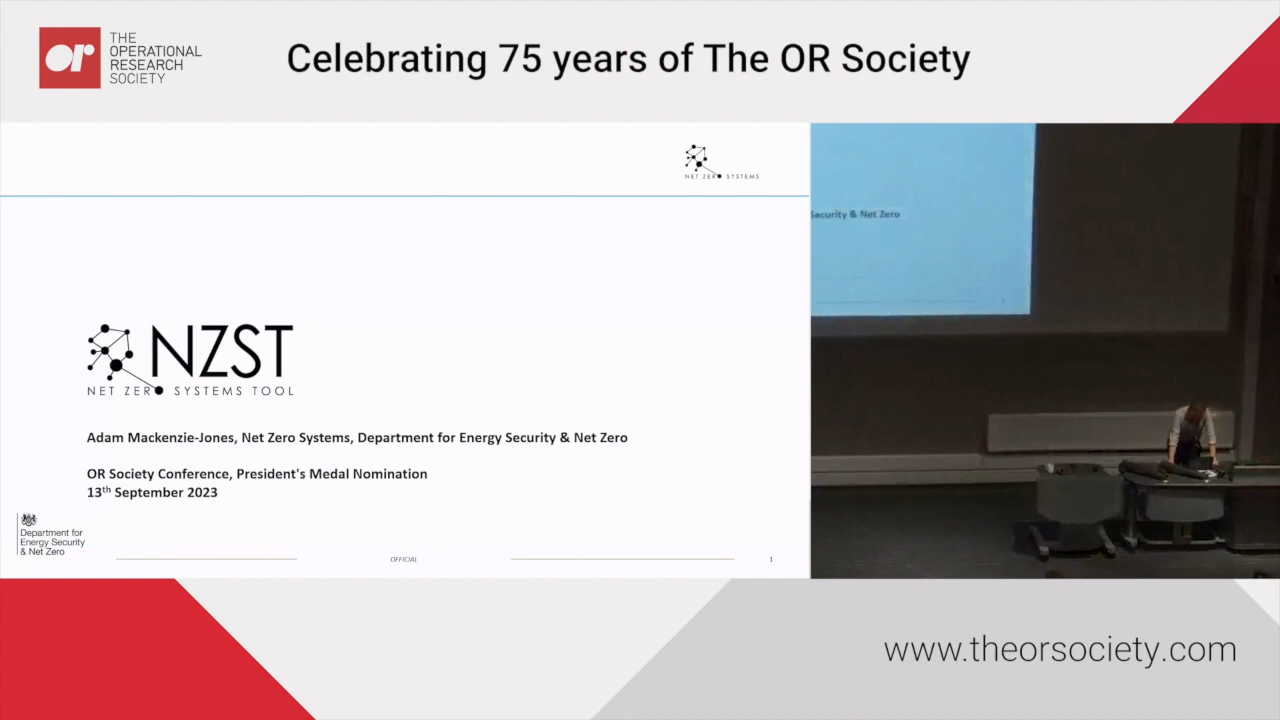 or
THE
OPERATIONAL
RESEARCH
SOCIETY
Celebrating 75 years of The OR Society
NET ZERO SYSTEMS
Security & Net Zero
NZST
NET ZERO SYSTEMS TOOL
Adam Mackenzie-Jones, Net Zero Systems, Department for Energy Security & Net Zero
OR Society Conference, President's Medal Nomination
13th September 2023
Department for
Energy Security
& Net Zero
OFFICIAL
1
www.theorsociety.com